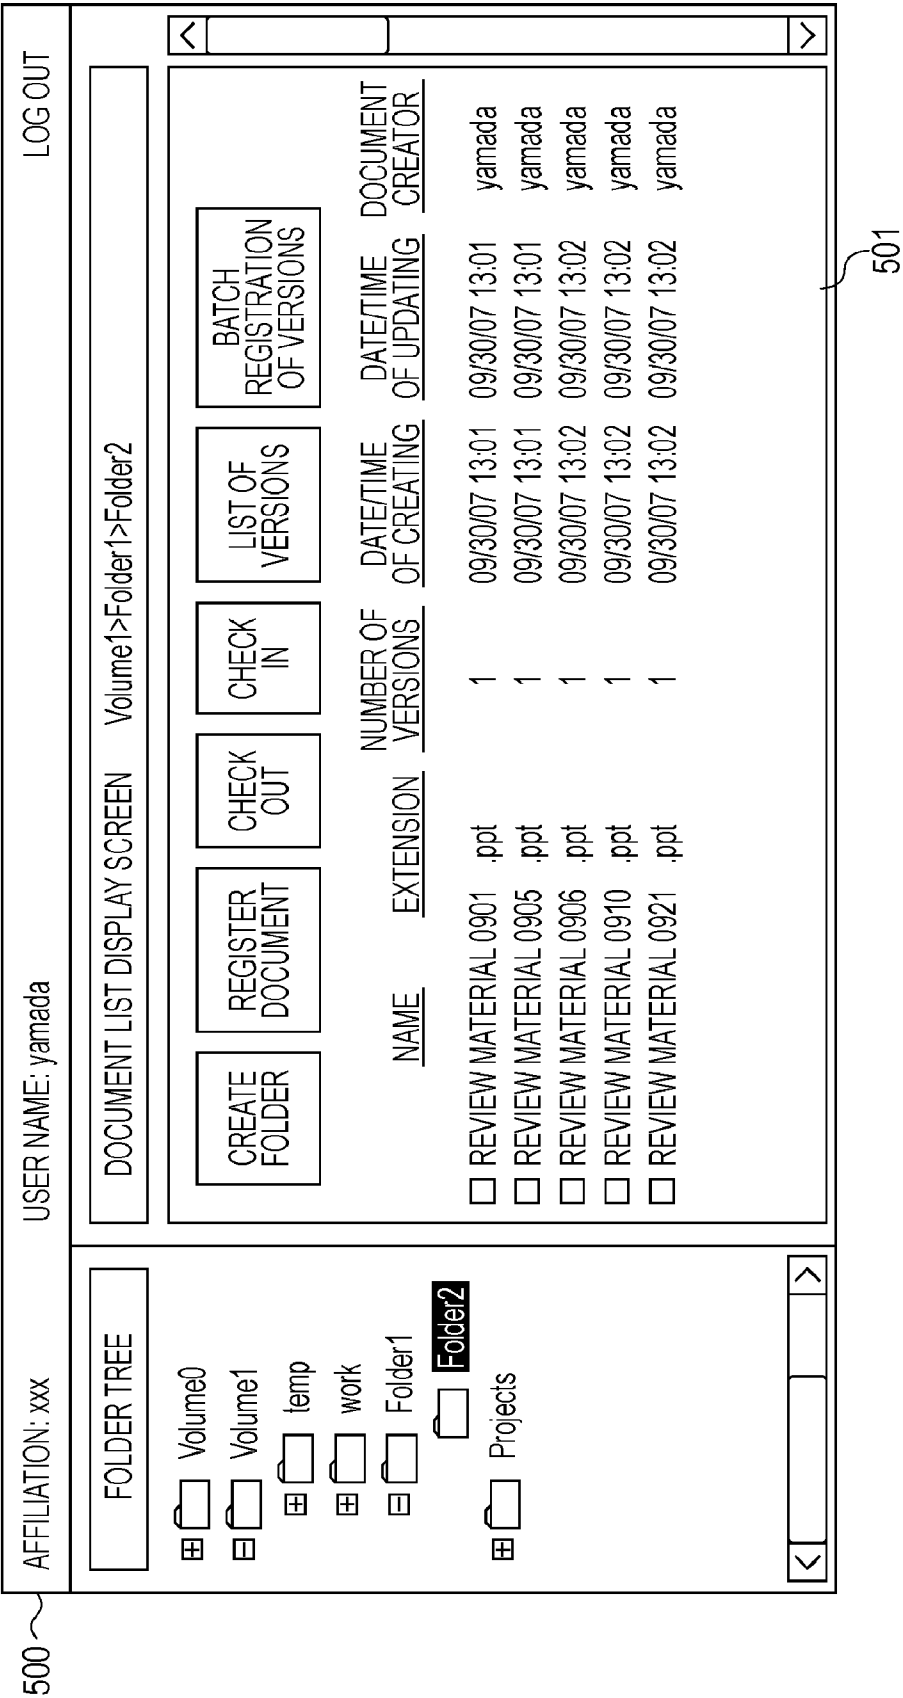 500
AFFILIATION: xxx USER NAME: yamada LOG OUT
FOLDER TREE
Volume0
Volume1
temp
work
Folder1
Folder2
Projects
DOCUMENT LIST DISPLAY SCREEN Volume1>Folder1>Folder2
CREATE
FOLDER
REGISTER
DOCUMENT
CHECK
OUT
CHECK
IN
LIST OF
VERSIONS
BATCH
REGISTRATION
OF VERSIONS
NAME
EXTENSION
NUMBER OF
VERSIONS
DATE/TIME
OF CREATING
DATE/TIME
OF UPDATING
DOCUMENT
CREATOR
REVIEW MATERIAL 0901 .ppt 1 09/30/07 13:01 09/30/07 13:01 yamada
REVIEW MATERIAL 0905 .ppt 1 09/30/07 13:01 09/30/07 13:01 yamada
REVIEW MATERIAL 0906 .ppt 1 09/30/07 13:02 09/30/07 13:02 yamada
REVIEW MATERIAL 0910 .ppt 1 09/30/07 13:02 09/30/07 13:02 yamada
REVIEW MATERIAL 0921 .ppt 1 09/30/07 13:02 09/30/07 13:02 yamada
501